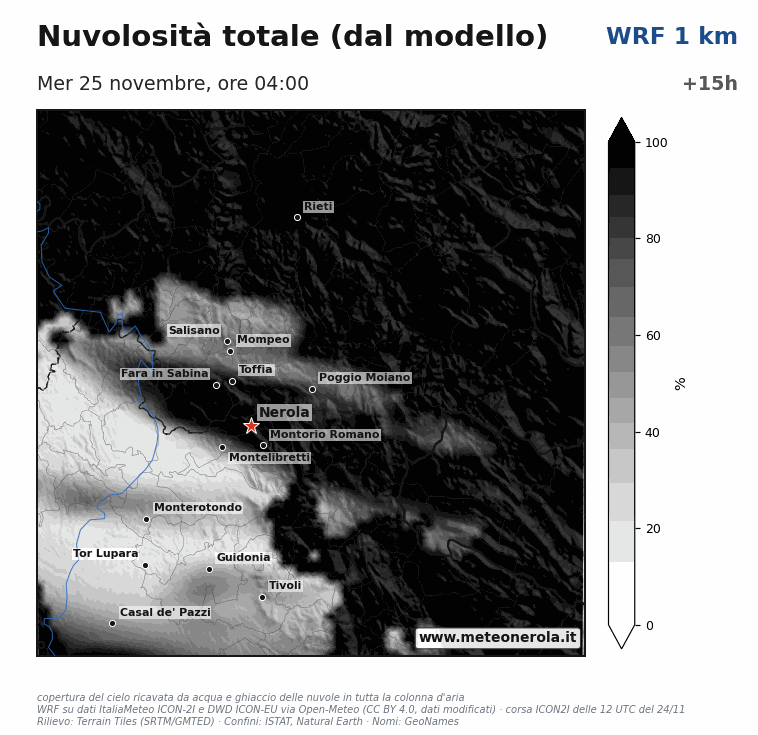 Nuvolosità totale (dal modello)
WRF 1 km
Mer 25 novembre, ore 04:00
+15h
Rieti
Salisano
Mompeo
Toffia
Fara in Sabina
Poggio Moiano
Nerola
Montorio Romano
Montelibretti
Monterotondo
Tor Lupara
Guidonia
Tivoli
Casal de' Pazzi
www.meteonerola.it
100
80
60
40
20
0
%
copertura del cielo ricavata da acqua e ghiaccio delle nuvole in tutta la colonna d'aria
WRF su dati ItaliaMeteo ICON-2I e DWD ICON-EU via Open-Meteo (CC BY 4.0, dati modificati) · corsa ICON2I delle 12 UTC del 24/11
Rilievo: Terrain Tiles (SRTM/GMTED) · Confini: ISTAT, Natural Earth · Nomi: GeoNames